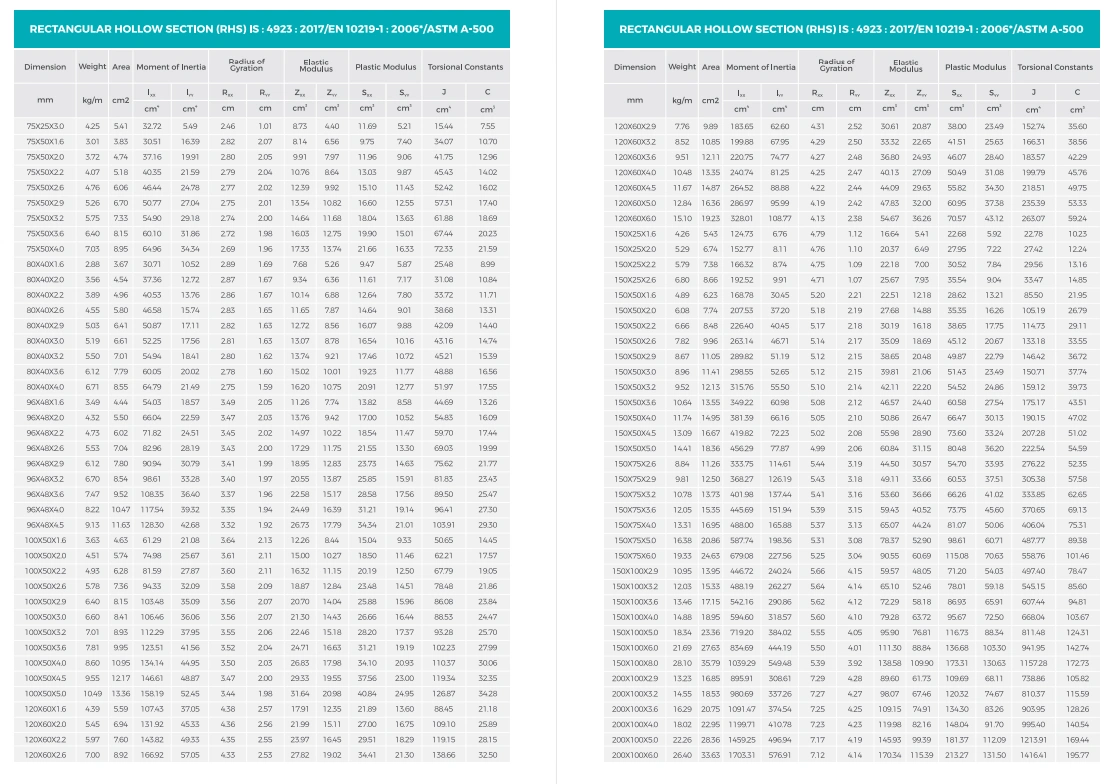 RECTANGULAR HOLLOW SECTION (RHS) IS : 4923 : 2017/EN 10219-1 : 2006*/ASTM A-500
Dimension Weight Area Moment of Inertia Radius of Gyration Elastic Modulus Plastic Modulus Torsional Constants
mm kg/m cm2 Ixx Iyy Rxx Ryy Zxx Zyy Sxx Syy J C
cm⁴ cm⁴ cm cm cm³ cm³ cm³ cm³ cm⁴ cm³
75X25X3.0 4.25 5.41 32.72 5.49 2.46 1.01 8.73 4.40 11.69 5.21 15.44 7.55
75X50X1.6 3.01 3.83 30.51 16.39 2.82 2.07 8.14 6.56 9.75 7.40 34.07 10.70
75X50X2.0 3.72 4.74 37.16 19.91 2.80 2.05 9.91 7.97 11.96 9.06 41.75 12.96
75X50X2.2 4.07 5.18 40.35 21.59 2.79 2.04 10.76 8.64 13.03 9.87 45.43 14.02
75X50X2.6 4.76 6.06 46.44 24.78 2.77 2.02 12.39 9.92 15.10 11.43 52.42 16.02
75X50X2.9 5.26 6.70 50.77 27.04 2.75 2.01 13.54 10.82 16.60 12.55 57.31 17.40
75X50X3.2 5.75 7.33 54.90 29.18 2.74 2.00 14.64 11.68 18.04 13.63 61.88 18.69
75X50X3.6 6.40 8.15 60.10 31.86 2.72 1.98 16.03 12.75 19.90 15.01 67.44 20.23
75X50X4.0 7.03 8.95 64.96 34.34 2.69 1.96 17.33 13.74 21.66 16.33 72.33 21.59
80X40X1.6 2.88 3.67 30.71 10.52 2.89 1.69 7.68 5.26 9.47 5.87 25.48 8.99
80X40X2.0 3.56 4.54 37.36 12.72 2.87 1.67 9.34 6.36 11.61 7.17 31.08 10.84
80X40X2.2 3.89 4.96 40.53 13.76 2.86 1.67 10.14 6.88 12.64 7.80 33.72 11.71
80X40X2.6 4.55 5.80 46.58 15.74 2.83 1.65 11.65 7.87 14.64 9.01 38.68 13.31
80X40X2.9 5.03 6.41 50.87 17.11 2.82 1.63 12.72 8.56 16.07 9.88 42.09 14.40
80X40X3.0 5.19 6.61 52.25 17.56 2.81 1.63 13.07 8.78 16.54 10.16 43.16 14.74
80X40X3.2 5.50 7.01 54.94 18.41 2.80 1.62 13.74 9.21 17.46 10.72 45.21 15.39
80X40X3.6 6.12 7.79 60.05 20.02 2.78 1.60 15.02 10.01 19.23 11.77 48.88 16.56
80X40X4.0 6.71 8.55 64.79 21.49 2.75 1.59 16.20 10.75 20.91 12.77 51.97 17.55
96X48X1.6 3.49 4.44 54.03 18.57 3.49 2.05 11.26 7.74 13.82 8.58 44.69 13.26
96X48X2.0 4.32 5.50 66.04 22.59 3.47 2.03 13.76 9.42 17.00 10.52 54.83 16.09
96X48X2.2 4.73 6.02 71.82 24.51 3.45 2.02 14.97 10.22 18.54 11.47 59.70 17.44
96X48X2.6 5.53 7.04 82.96 28.19 3.43 2.00 17.29 11.75 21.55 13.30 69.03 19.99
96X48X2.9 6.12 7.80 90.94 30.79 3.41 1.99 18.95 12.83 23.73 14.63 75.62 21.77
96X48X3.2 6.70 8.54 98.61 33.28 3.40 1.97 20.55 13.87 25.85 15.91 81.83 23.43
96X48X3.6 7.47 9.52 108.35 36.40 3.37 1.96 22.58 15.17 28.58 17.56 89.50 25.47
96X48X4.0 8.22 10.47 117.54 39.32 3.35 1.94 24.49 16.39 31.21 19.14 96.41 27.30
96X48X4.5 9.13 11.63 128.30 42.68 3.32 1.92 26.73 17.79 34.34 21.01 103.91 29.30
100X50X1.6 3.63 4.63 61.29 21.08 3.64 2.13 12.26 8.44 15.04 9.33 50.65 14.45
100X50X2.0 4.51 5.74 74.98 25.67 3.61 2.11 15.00 10.27 18.50 11.46 62.21 17.57
100X50X2.2 4.93 6.28 81.59 27.87 3.60 2.11 16.32 11.15 20.19 12.50 67.79 19.05
100X50X2.6 5.78 7.36 94.33 32.09 3.58 2.09 18.87 12.84 23.48 14.51 78.48 21.86
100X50X2.9 6.40 8.15 103.48 35.09 3.56 2.07 20.70 14.04 25.88 15.96 86.08 23.84
100X50X3.0 6.60 8.41 106.46 36.06 3.56 2.07 21.30 14.43 26.66 16.44 88.53 24.47
100X50X3.2 7.01 8.93 112.29 37.95 3.55 2.06 22.46 15.18 28.20 17.37 93.28 25.70
100X50X3.6 7.81 9.95 123.51 41.56 3.52 2.04 24.71 16.63 31.21 19.19 102.23 27.99
100X50X4.0 8.60 10.95 134.14 44.95 3.50 2.03 26.83 17.98 34.10 20.93 110.37 30.06
100X50X4.5 9.55 12.17 146.61 48.87 3.47 2.00 29.33 19.55 37.56 23.00 119.34 32.35
100X50X5.0 10.49 13.36 158.19 52.45 3.44 1.98 31.64 20.98 40.84 24.95 126.87 34.28
120X60X1.6 4.39 5.59 107.43 37.05 4.38 2.57 17.91 12.35 21.89 13.60 88.45 21.18
120X60X2.0 5.45 6.94 131.92 45.33 4.36 2.56 21.99 15.11 27.00 16.75 109.10 25.89
120X60X2.2 5.97 7.60 143.82 49.33 4.35 2.55 23.97 16.45 29.51 18.29 119.15 28.15
120X60X2.6 7.00 8.92 166.92 57.05 4.33 2.53 27.82 19.02 34.41 21.30 138.66 32.50
RECTANGULAR HOLLOW SECTION (RHS) IS : 4923 : 2017/EN 10219-1 : 2006*/ASTM A-500
Dimension Weight Area Moment of Inertia Radius of Gyration Elastic Modulus Plastic Modulus Torsional Constants
mm kg/m cm2 Ixx Iyy Rxx Ryy Zxx Zyy Sxx Syy J C
cm⁴ cm⁴ cm cm cm³ cm³ cm³ cm³ cm⁴ cm³
120X60X2.9 7.76 9.89 183.65 62.60 4.31 2.52 30.61 20.87 38.00 23.49 152.74 35.60
120X60X3.2 8.52 10.85 199.88 67.95 4.29 2.50 33.32 22.65 41.51 25.63 166.31 38.56
120X60X3.6 9.51 12.11 220.75 74.77 4.27 2.48 36.80 24.93 46.07 28.40 183.57 42.29
120X60X4.0 10.48 13.35 240.74 81.25 4.25 2.47 40.13 27.09 50.49 31.08 199.79 45.76
120X60X4.5 11.67 14.87 264.52 88.88 4.22 2.44 44.09 29.63 55.82 34.30 218.51 49.75
120X60X5.0 12.84 16.36 286.97 95.99 4.19 2.42 47.83 32.00 60.95 37.38 235.39 53.33
120X60X6.0 15.10 19.23 328.01 108.77 4.13 2.38 54.67 36.26 70.57 43.12 263.07 59.24
150X25X1.6 4.26 5.43 124.73 6.76 4.79 1.12 16.64 5.41 22.68 5.92 22.78 10.23
150X25X2.0 5.29 6.74 152.77 8.11 4.76 1.10 20.37 6.49 27.95 7.22 27.42 12.24
150X25X2.2 5.79 7.38 166.32 8.74 4.75 1.09 22.18 7.00 30.52 7.84 29.56 13.16
150X25X2.6 6.80 8.66 192.52 9.91 4.71 1.07 25.67 7.93 35.54 9.04 33.47 14.85
150X50X1.6 4.89 6.23 168.78 30.45 5.20 2.21 22.51 12.18 28.62 13.21 85.50 21.95
150X50X2.0 6.08 7.74 207.53 37.20 5.18 2.19 27.68 14.88 35.35 16.26 105.19 26.79
150X50X2.2 6.66 8.48 226.40 40.45 5.17 2.18 30.19 16.18 38.65 17.75 114.73 29.11
150X50X2.6 7.82 9.96 263.14 46.71 5.14 2.17 35.09 18.69 45.12 20.67 133.18 33.55
150X50X2.9 8.67 11.05 289.82 51.19 5.12 2.15 38.65 20.48 49.87 22.79 146.42 36.72
150X50X3.0 8.96 11.41 298.55 52.65 5.12 2.15 39.81 21.06 51.43 23.49 150.71 37.74
150X50X3.2 9.52 12.13 315.76 55.50 5.10 2.14 42.11 22.20 54.52 24.86 159.12 39.73
150X50X3.6 10.64 13.55 349.22 60.98 5.08 2.12 46.57 24.40 60.58 27.54 175.17 43.51
150X50X4.0 11.74 14.95 381.39 66.16 5.05 2.10 50.86 26.47 66.47 30.13 190.15 47.02
150X50X4.5 13.09 16.67 419.82 72.23 5.02 2.08 55.98 28.90 73.60 33.24 207.28 51.02
150X50X5.0 14.41 18.36 456.29 77.87 4.99 2.06 60.84 31.15 80.48 36.20 222.54 54.59
150X75X2.6 8.84 11.26 333.75 114.61 5.44 3.19 44.50 30.57 54.70 33.93 276.22 52.35
150X75X2.9 9.81 12.50 368.27 126.19 5.43 3.18 49.11 33.66 60.53 37.51 305.38 57.58
150X75X3.2 10.78 13.73 401.98 137.44 5.41 3.16 53.60 36.66 66.26 41.02 333.85 62.65
150X75X3.6 12.05 15.35 445.69 151.94 5.39 3.15 59.43 40.52 73.75 45.60 370.65 69.13
150X75X4.0 13.31 16.95 488.00 165.88 5.37 3.13 65.07 44.24 81.07 50.06 406.04 75.31
150X75X5.0 16.38 20.86 587.74 198.36 5.31 3.08 78.37 52.90 98.61 60.71 487.77 89.38
150X75X6.0 19.33 24.63 679.08 227.56 5.25 3.04 90.55 60.69 115.08 70.63 558.76 101.46
150X100X2.9 10.95 13.95 446.72 240.24 5.66 4.15 59.57 48.05 71.20 54.03 497.40 78.47
150X100X3.2 12.03 15.33 488.19 262.27 5.64 4.14 65.10 52.46 78.01 59.18 545.15 85.60
150X100X3.6 13.46 17.15 542.16 290.86 5.62 4.12 72.29 58.18 86.93 65.91 607.44 94.81
150X100X4.0 14.88 18.95 594.60 318.57 5.60 4.10 79.28 63.72 95.67 72.50 668.04 103.67
150X100X5.0 18.34 23.36 719.20 384.02 5.55 4.05 95.90 76.81 116.73 88.34 811.48 124.31
150X100X6.0 21.69 27.63 834.69 444.19 5.50 4.01 111.30 88.84 136.68 103.30 941.95 142.74
150X100X8.0 28.10 35.79 1039.29 549.48 5.39 3.92 138.58 109.90 173.31 130.63 1157.28 172.73
200X100X2.9 13.23 16.85 895.91 308.61 7.29 4.28 89.60 61.73 109.69 68.11 738.86 105.82
200X100X3.2 14.55 18.53 980.69 337.26 7.27 4.27 98.07 67.46 120.32 74.67 810.37 115.59
200X100X3.6 16.29 20.75 1091.47 374.54 7.25 4.25 109.15 74.91 134.30 83.26 903.95 128.26
200X100X4.0 18.02 22.95 1199.71 410.78 7.23 4.23 119.98 82.16 148.04 91.70 995.40 140.54
200X100X5.0 22.26 28.36 1459.25 496.94 7.17 4.19 145.93 99.39 181.37 112.09 1213.91 169.44
200X100X6.0 26.40 33.63 1703.31 576.91 7.12 4.14 170.34 115.39 213.27 131.50 1416.41 195.77